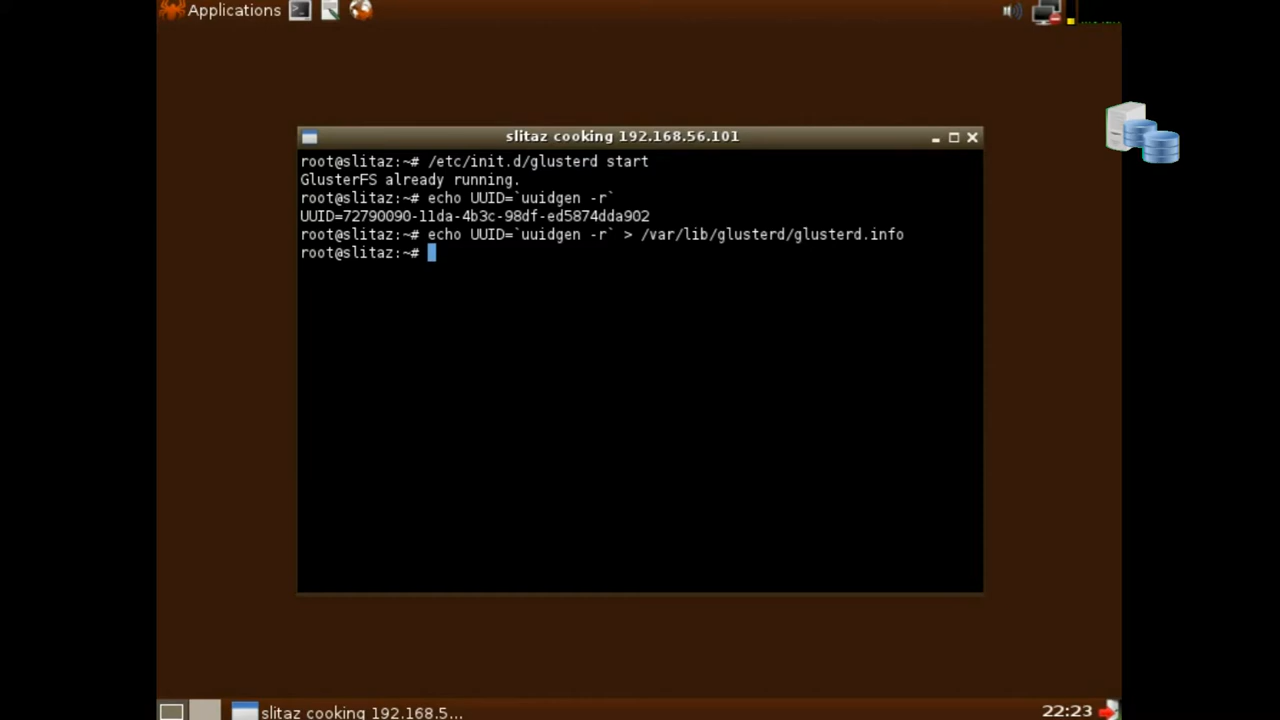 Applications
slitaz cooking 192.168.56.101
root@slitaz:~# /etc/init.d/glusterd start
GlusterFS already running.
root@slitaz:~# echo UUID=`uuidgen -r`
UUID=72790090-11da-4b3c-98df-ed5874dda902
root@slitaz:~# echo UUID=`uuidgen -r` > /var/lib/glusterd/glusterd.info
root@slitaz:~#
slitaz cooking 192.168.5...
22:23